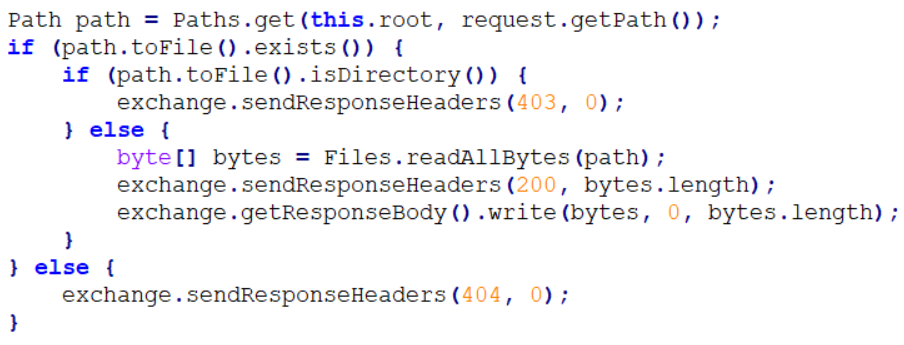 Path path = Paths.get(this.root, request.getPath());
if (path.toFile().exists()) {
    if (path.toFile().isDirectory()) {
        exchange.sendResponseHeaders(403, 0);
    } else {
        byte[] bytes = Files.readAllBytes(path);
        exchange.sendResponseHeaders(200, bytes.length);
        exchange.getResponseBody().write(bytes, 0, bytes.length);
    }
} else {
    exchange.sendResponseHeaders(404, 0);
}